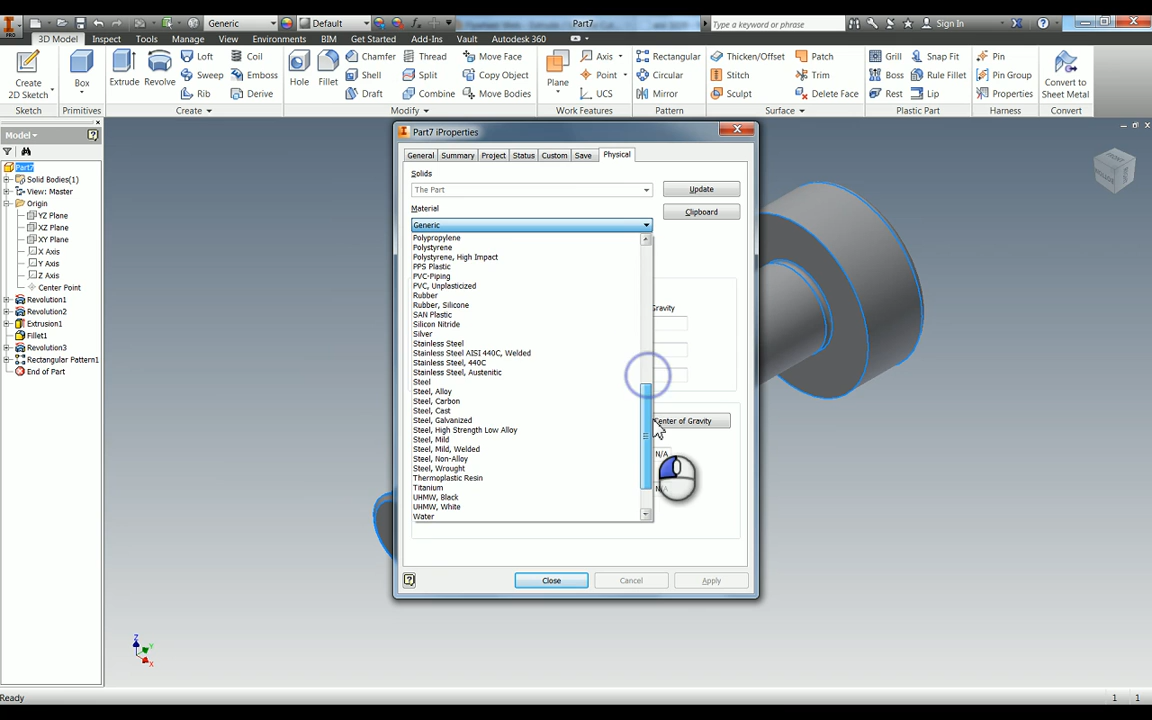 PRO
Generic
Default
Part7
Type a keyword or phrase
Sign In
3D Model Inspect Tools Manage View Environments BIM Get Started Add-Ins Vault Autodesk 360
Create 2D Sketch
Box
Extrude
Revolve
Loft
Sweep
Rib
Coil
Emboss
Derive
Hole
Fillet
Chamfer
Shell
Draft
Thread
Split
Combine
Move Face
Copy Object
Move Bodies
Plane
Axis
Point
UCS
Rectangular
Circular
Mirror
Thicken/Offset
Stitch
Sculpt
Patch
Trim
Delete Face
Grill
Boss
Rest
Snap Fit
Rule Fillet
Lip
Pin
Pin Group
Properties
Convert to Sheet Metal
Sketch Primitives Create Modify Work Features Pattern Surface Plastic Part Harness Convert
Model
Part7
Solid Bodies(1)
View: Master
Origin
YZ Plane
XZ Plane
XY Plane
X Axis
Y Axis
Z Axis
Center Point
Revolution1
Revolution2
Extrusion1
Fillet1
Revolution3
Rectangular Pattern1
End of Part
Part7 iProperties
General Summary Project Status Custom Save Physical
Solids
The Part
Update
Material
Clipboard
Generic
Polypropylene
Polystyrene
Polystyrene, High Impact
PPS Plastic
PVC-Piping
PVC, Unplasticized
Rubber
Rubber, Silicone
SAN Plastic
Silicon Nitride
Silver
Stainless Steel
Stainless Steel AISI 440C, Welded
Stainless Steel, 440C
Stainless Steel, Austenitic
Steel
Steel, Alloy
Steel, Carbon
Steel, Cast
Steel, Galvanized
Steel, High Strength Low Alloy
Steel, Mild
Steel, Mild, Welded
Steel, Non-Alloy
Steel, Wrought
Thermoplastic Resin
Titanium
UHMW, Black
UHMW, White
Water
Gravity
Center of Gravity
N/A
Close Cancel Apply
Z
Y
X
Ready
1 1